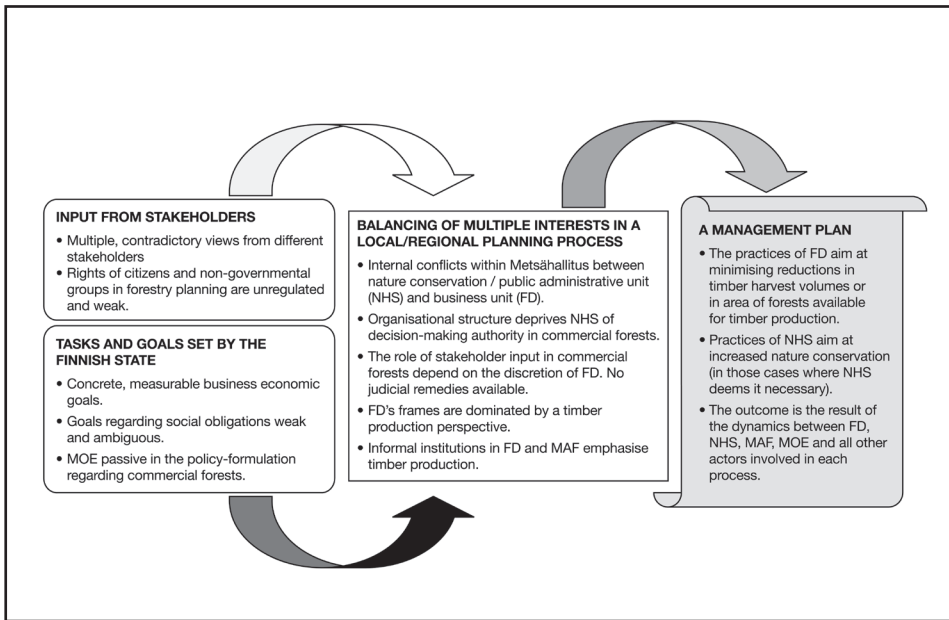 INPUT FROM STAKEHOLDERS
• Multiple, contradictory views from different
stakeholders
• Rights of citizens and non-governmental
groups in forestry planning are unregulated
and weak.
TASKS AND GOALS SET BY THE
FINNISH STATE
• Concrete, measurable business economic
goals.
• Goals regarding social obligations weak
and ambiguous.
• MOE passive in the policy-formulation
regarding commercial forests.
BALANCING OF MULTIPLE INTERESTS IN A
LOCAL/REGIONAL PLANNING PROCESS
• Internal conflicts within Metsähallitus between
nature conservation / public administrative unit
(NHS) and business unit (FD).
• Organisational structure deprives NHS of
decision-making authority in commercial forests.
• The role of stakeholder input in commercial
forests depend on the discretion of FD. No
judicial remedies available.
• FD's frames are dominated by a timber
production perspective.
• Informal institutions in FD and MAF emphasise
timber production.
A MANAGEMENT PLAN
• The practices of FD aim at
minimising reductions in
timber harvest volumes or
in area of forests available
for timber production.
• Practices of NHS aim at
increased nature conservation
(in those cases where NHS
deems it necessary).
• The outcome is the result of
the dynamics between FD,
NHS, MAF, MOE and all other
actors involved in each
process.